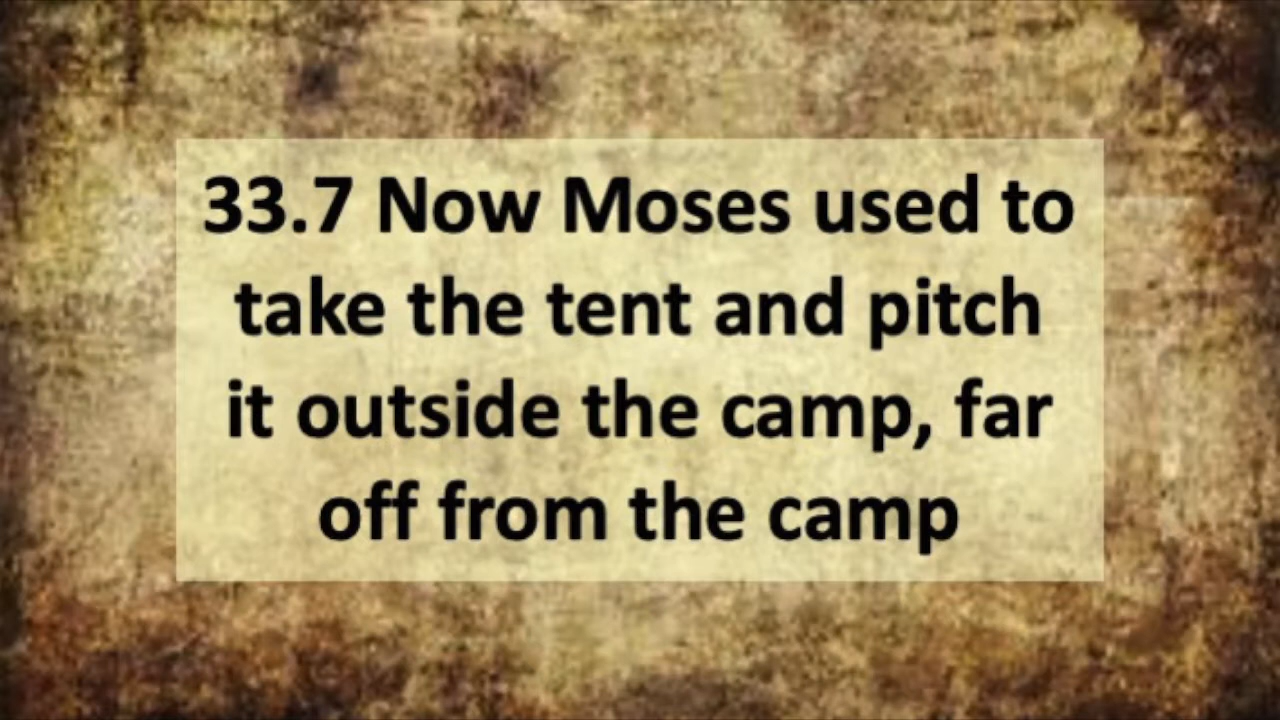 33.7 Now Moses used to
take the tent and pitch
it outside the camp, far
off from the camp